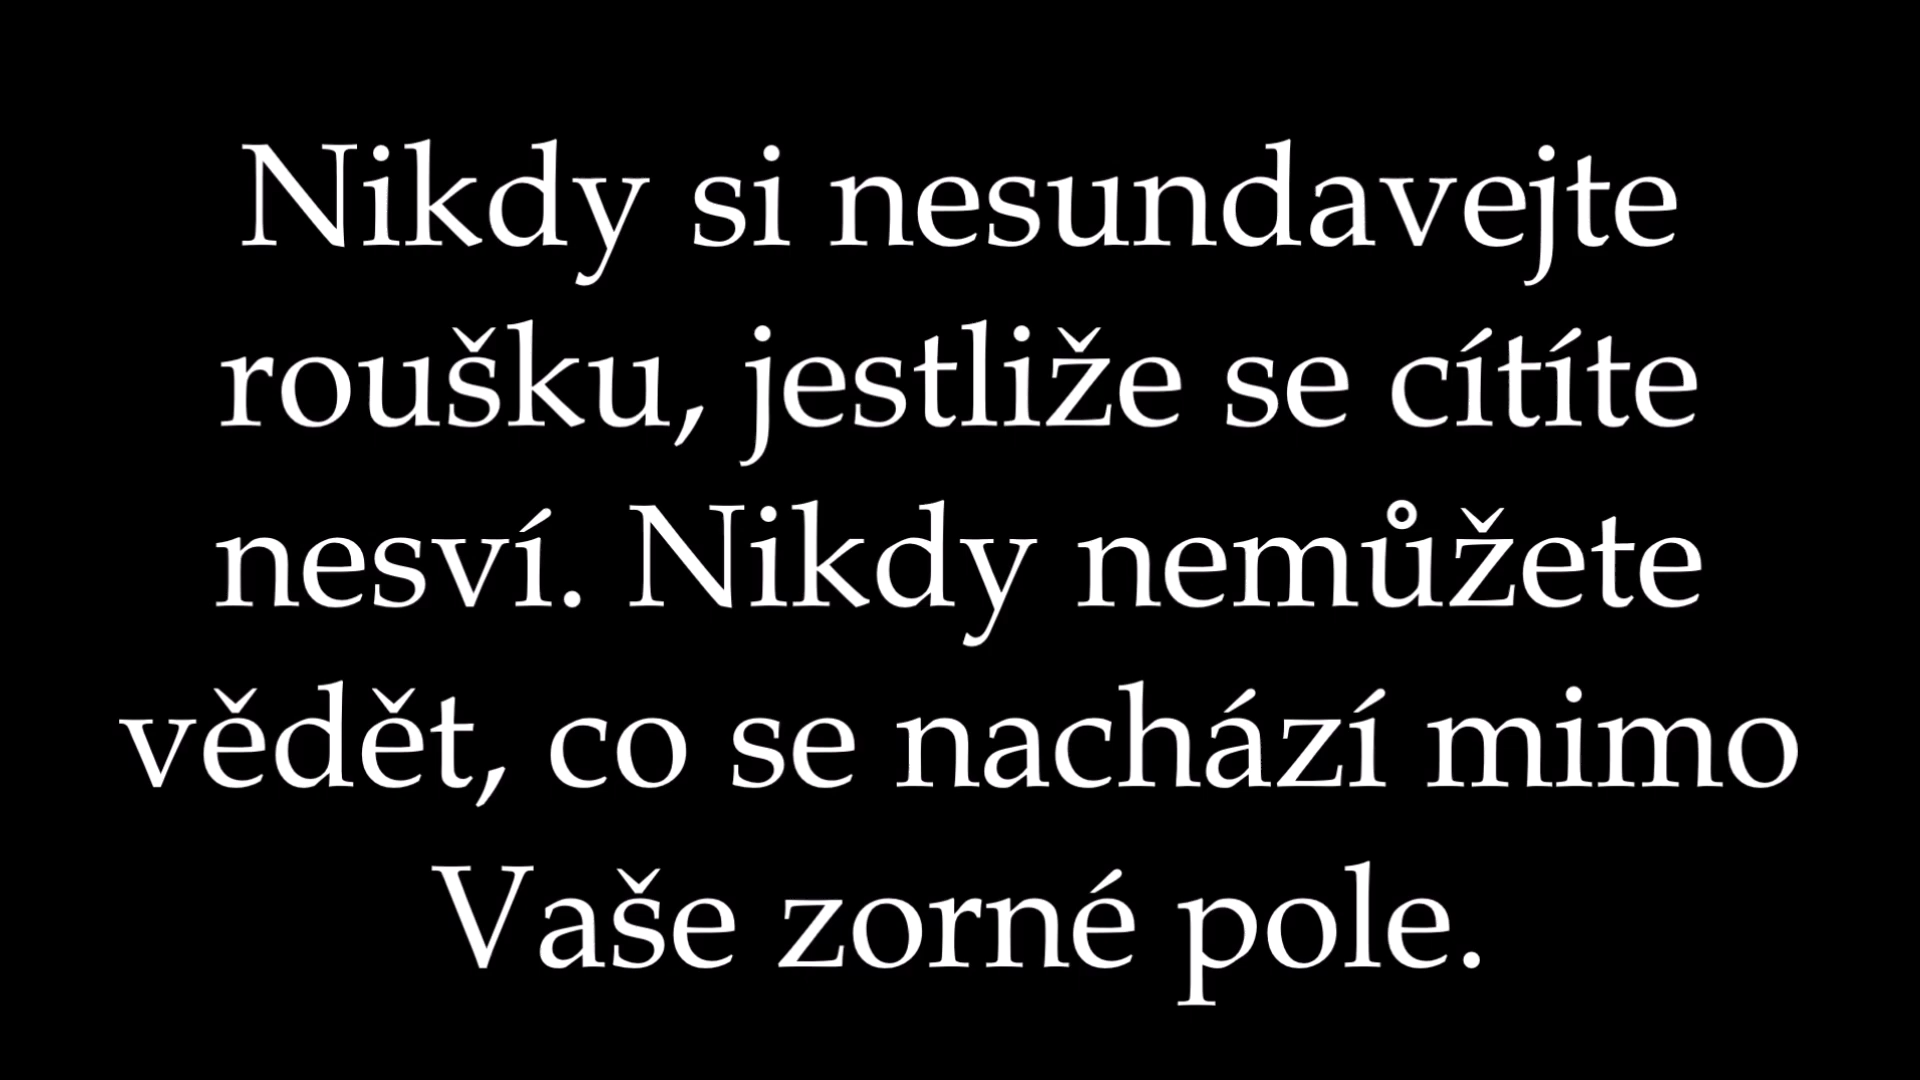 Nikdy si nesundavejte
roušku, jestliže se cítíte
nesví. Nikdy nemůžete
vědět, co se nachází mimo
Vaše zorné pole.